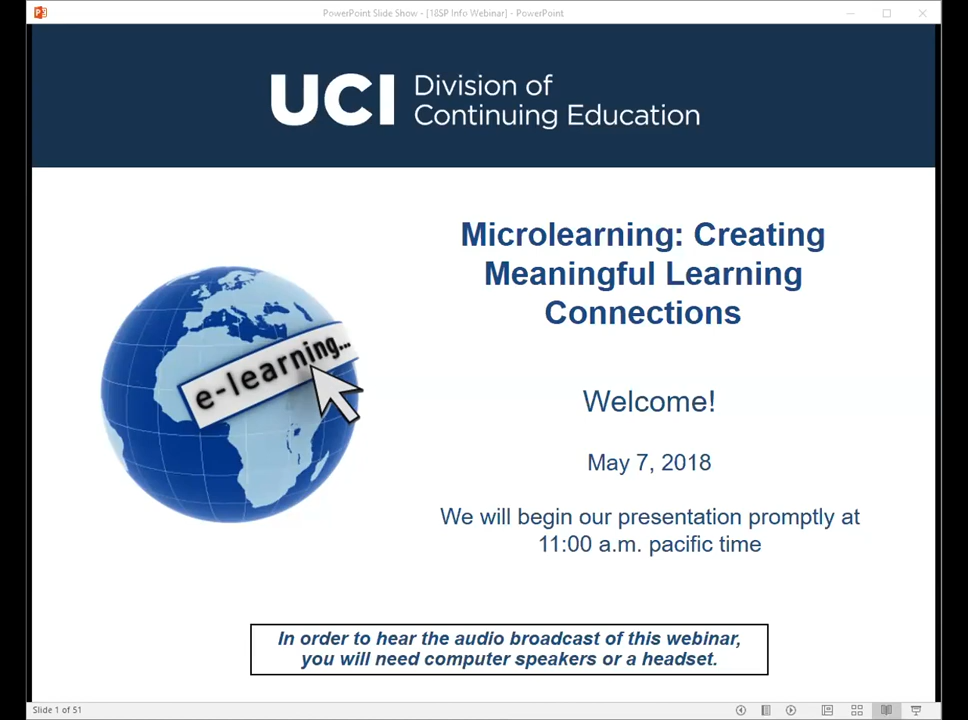 PowerPoint Slide Show - [18SP Info Webinar] - PowerPoint
UCI Division of
Continuing Education
Microlearning: Creating
Meaningful Learning
Connections
e-learning...
Welcome!
May 7, 2018
We will begin our presentation promptly at
11:00 a.m. pacific time
In order to hear the audio broadcast of this webinar,
you will need computer speakers or a headset.
Slide 1 of 51